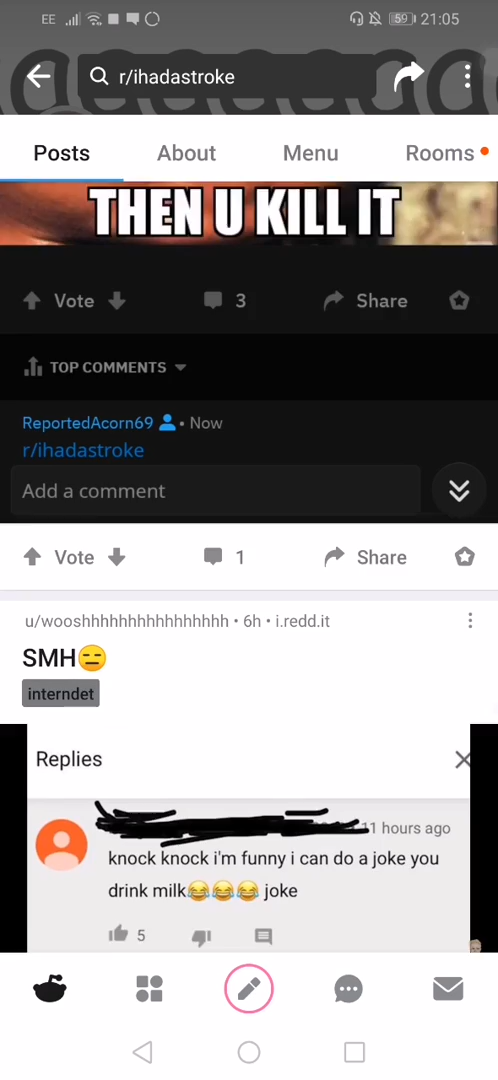 EE 59 21:05
r/ihadastroke
Posts About Menu Rooms
THEN U KILL IT
Vote 3 Share
TOP COMMENTS
ReportedAcorn69 • Now
r/ihadastroke
Add a comment
Vote 1 Share
u/wooshhhhhhhhhhhhhhhhh • 6h • i.redd.it
SMH😑
interndet
Replies
11 hours ago
knock knock i'm funny i can do a joke you
drink milk😂😂😂 joke
5